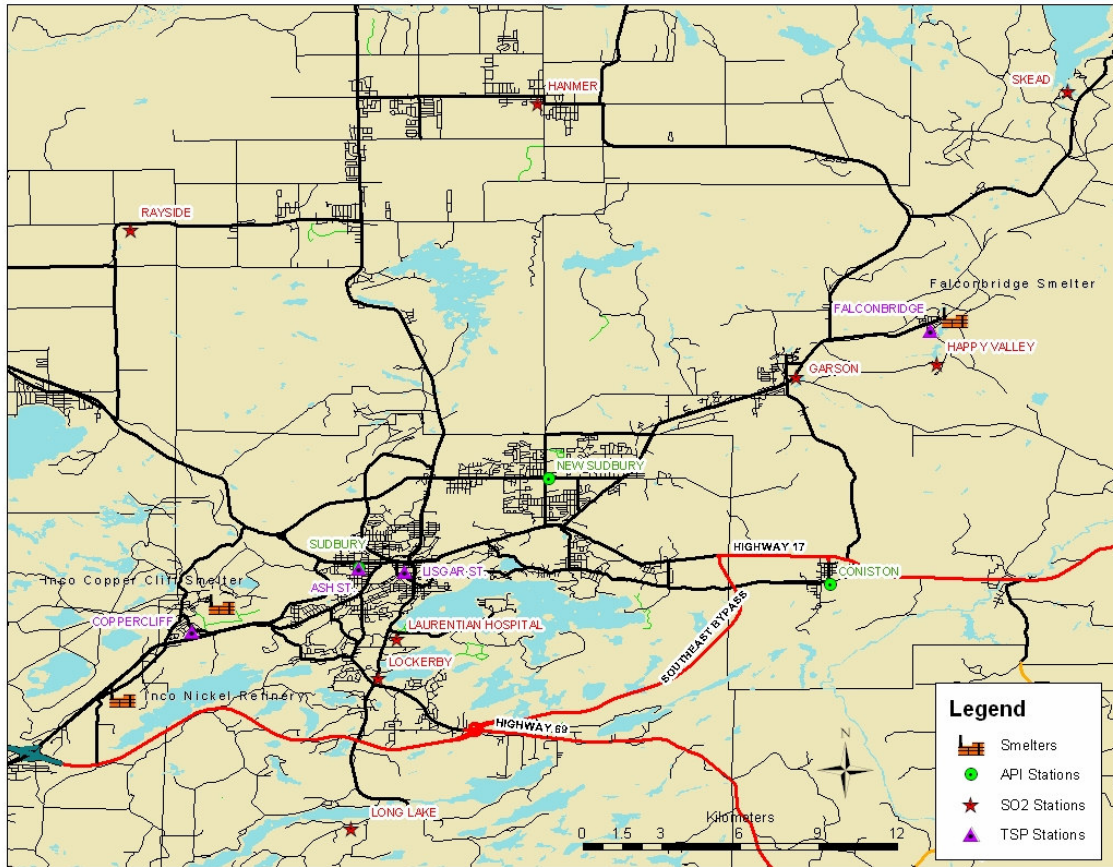 HANMER
SKEAD
RAYSIDE
Falconbridge Smelter
FALCONBRIDGE
HAPPY VALLEY
GARSON
NEW SUDBURY
SUDBURY
HIGHWAY 17
LISGAR ST.
CONISTON
Inco Copper Cliff Smelter
ASH ST.
COPPERCLIFF
LAURENTIAN HOSPITAL
SOUTHEAST BYPASS
LOCKERBY
Inco Nickel Refinery
HIGHWAY 69
LONG LAKE
N
Kilometers
0 1.5 3 6 9 12
Legend
Smelters
API Stations
SO2 Stations
TSP Stations